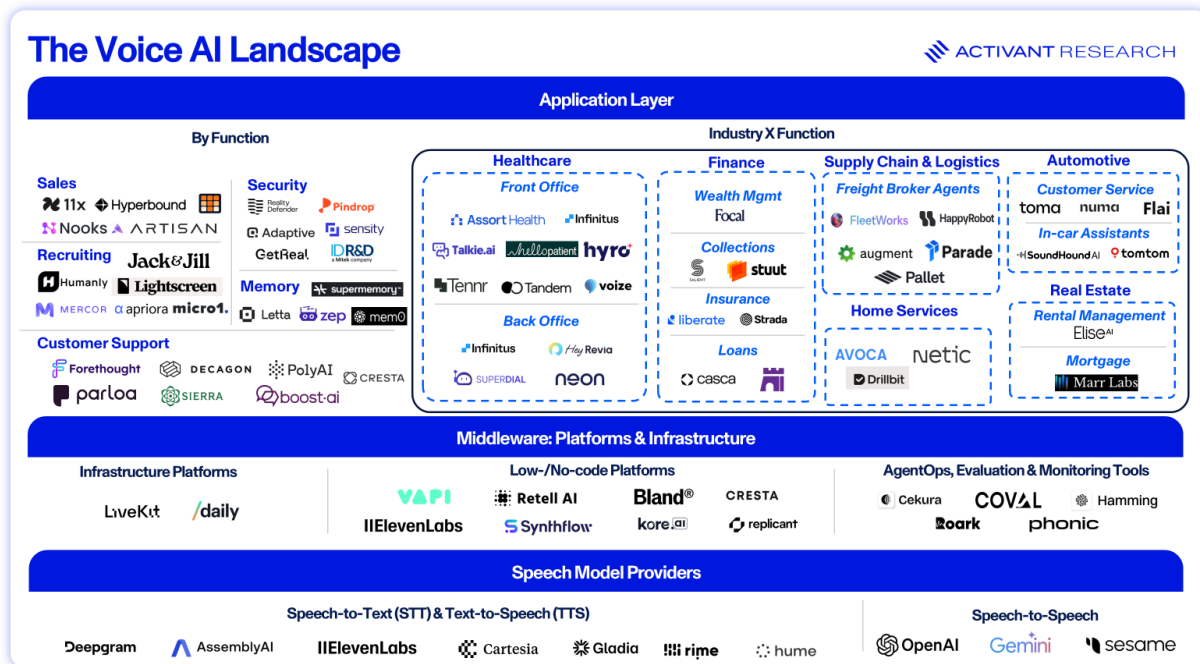 The Voice AI Landscape
ACTIVANT RESEARCH
Application Layer
By Function
Industry X Function
Sales
11x Hyperbound
Nooks ARTISAN
Recruiting Jack&Jill
Humanly Lightscreen
MERCOR apriora micro1.
Security
Reality Defender Pindrop
Adaptive sensity
GetReal ID R&D
a Mitek company
Memory supermemory™
Letta zep mem0
Customer Support
Forethought DECAGON PolyAI CRESTA
parloa SIERRA boost.ai
Healthcare
Front Office
Assort Health Infinitus
Talkie.ai hellopatient hyro
Tennr Tandem voize
Back Office
Infinitus HeyRevia
SUPERDIAL neon
Finance
Wealth Mgmt
Focal
Collections
SALIENT stuut
Insurance
liberate Strada
Loans
casca
Supply Chain & Logistics
Freight Broker Agents
FleetWorks HappyRobot
augment Parade
Pallet
Home Services
AVOCA netic
Drillbit
Automotive
Customer Service
toma numa Flai
In-car Assistants
SoundHound AI tomtom
Real Estate
Rental Management
EliseAI
Mortgage
Marr Labs
Middleware: Platforms & Infrastructure
Infrastructure Platforms
LiveKit /daily
Low-/No-code Platforms
VAPI Retell AI Bland® CRESTA
IIElevenLabs Synthflow kore.ai replicant
AgentOps, Evaluation & Monitoring Tools
Cekura COVAL Hamming
Roark phonic
Speech Model Providers
Speech-to-Text (STT) & Text-to-Speech (TTS)
Deepgram AssemblyAI IIElevenLabs Cartesia Gladia rime hume
Speech-to-Speech
OpenAI Gemini sesame